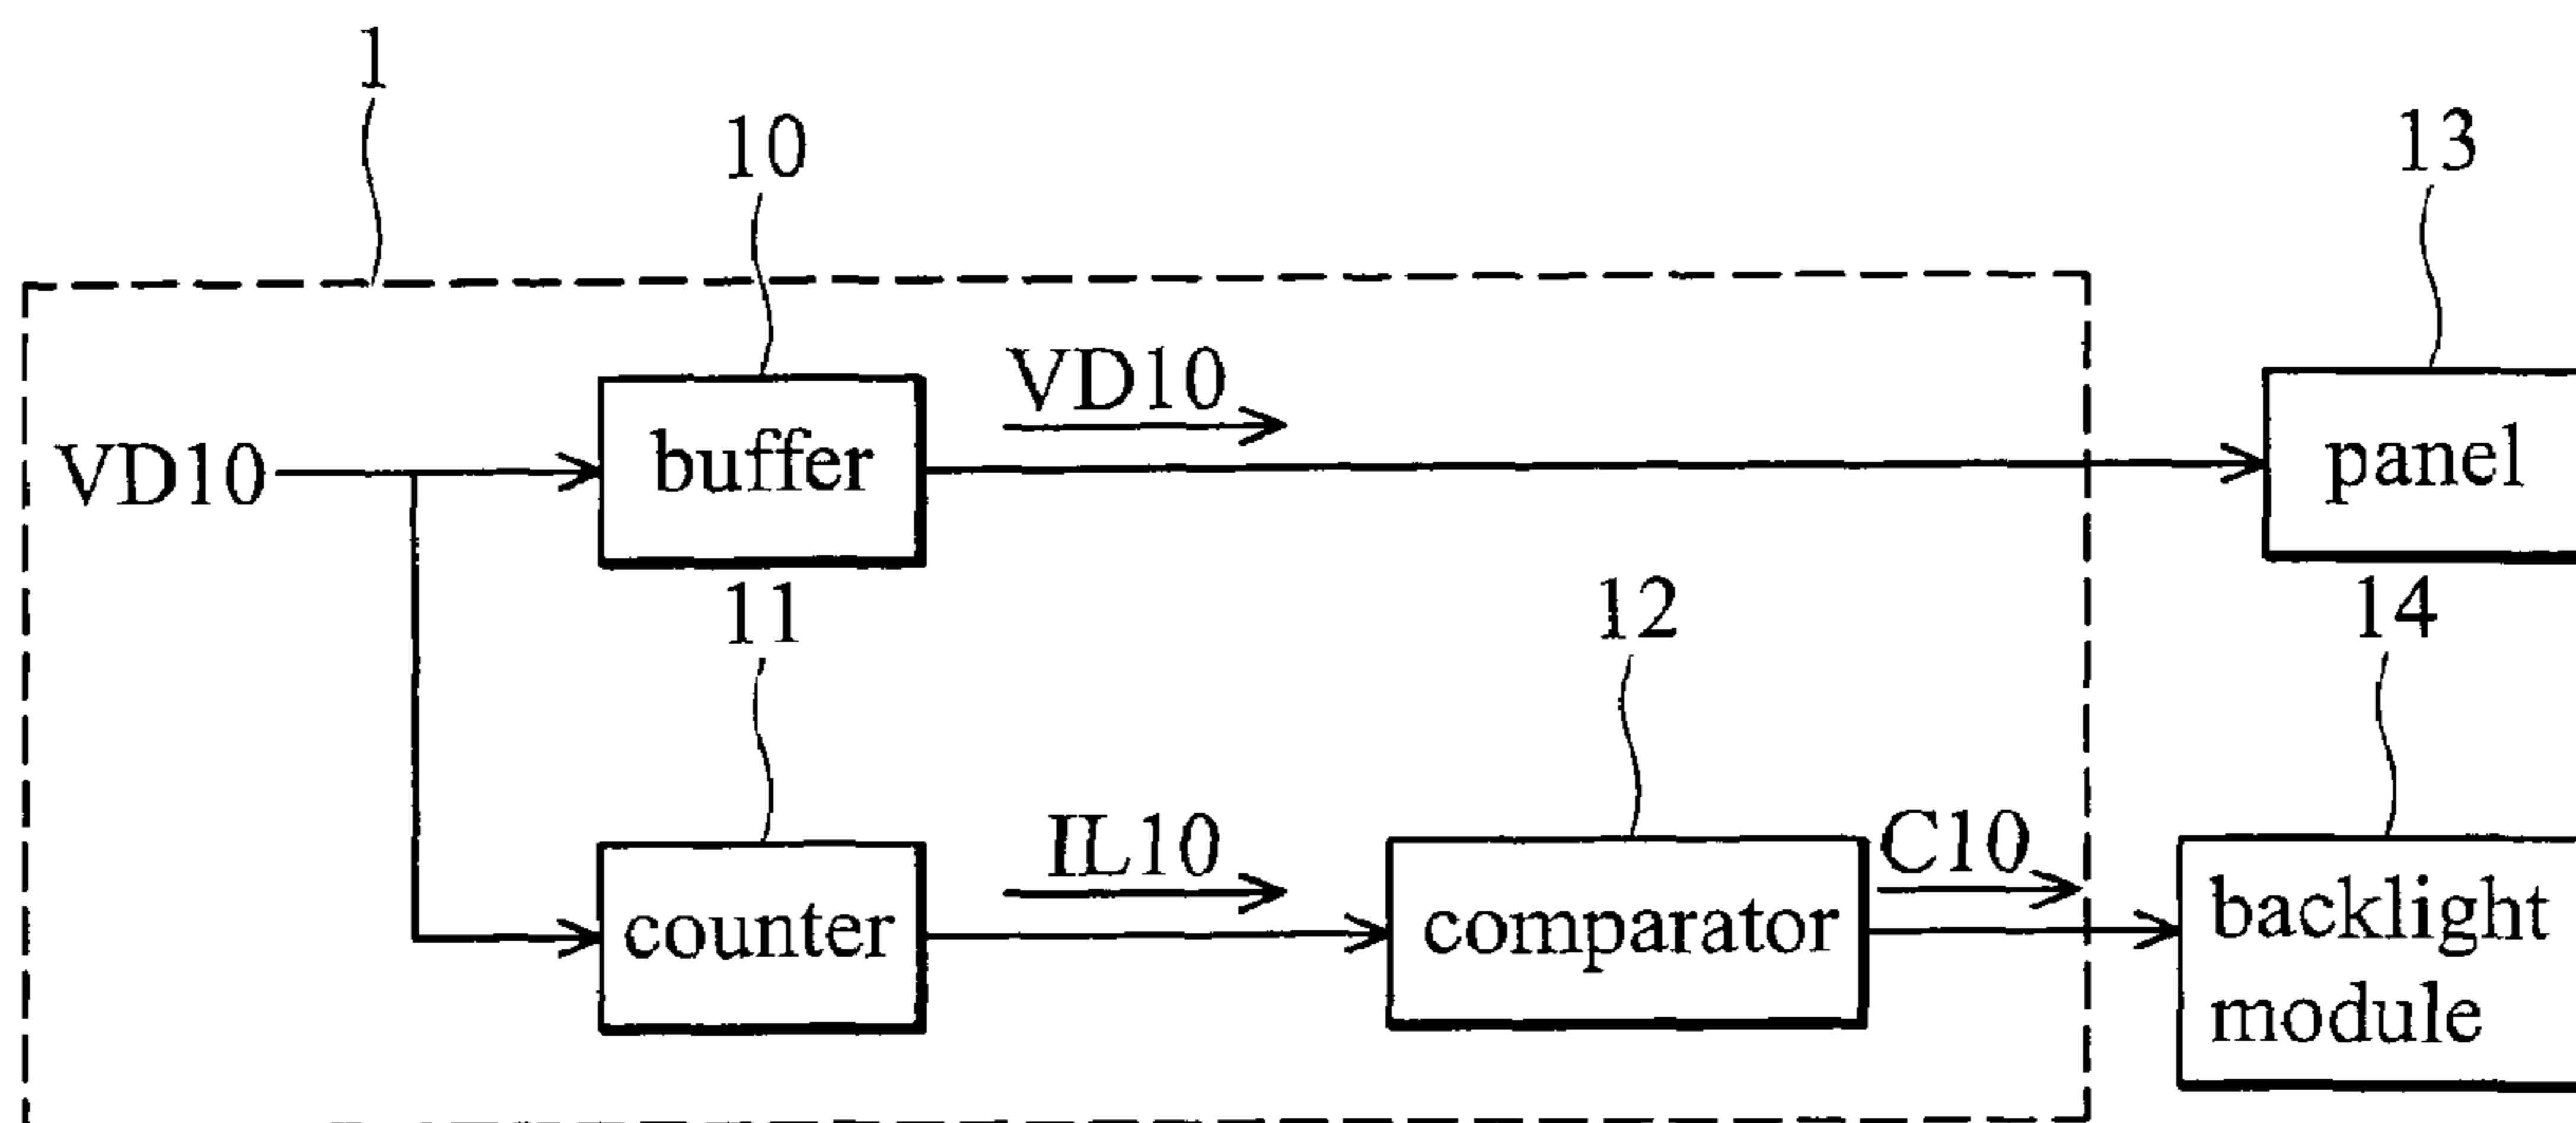 1
10
13
VD10
buffer
VD10
panel
11
12
14
counter
IL10
comparator
C10
backlight
module